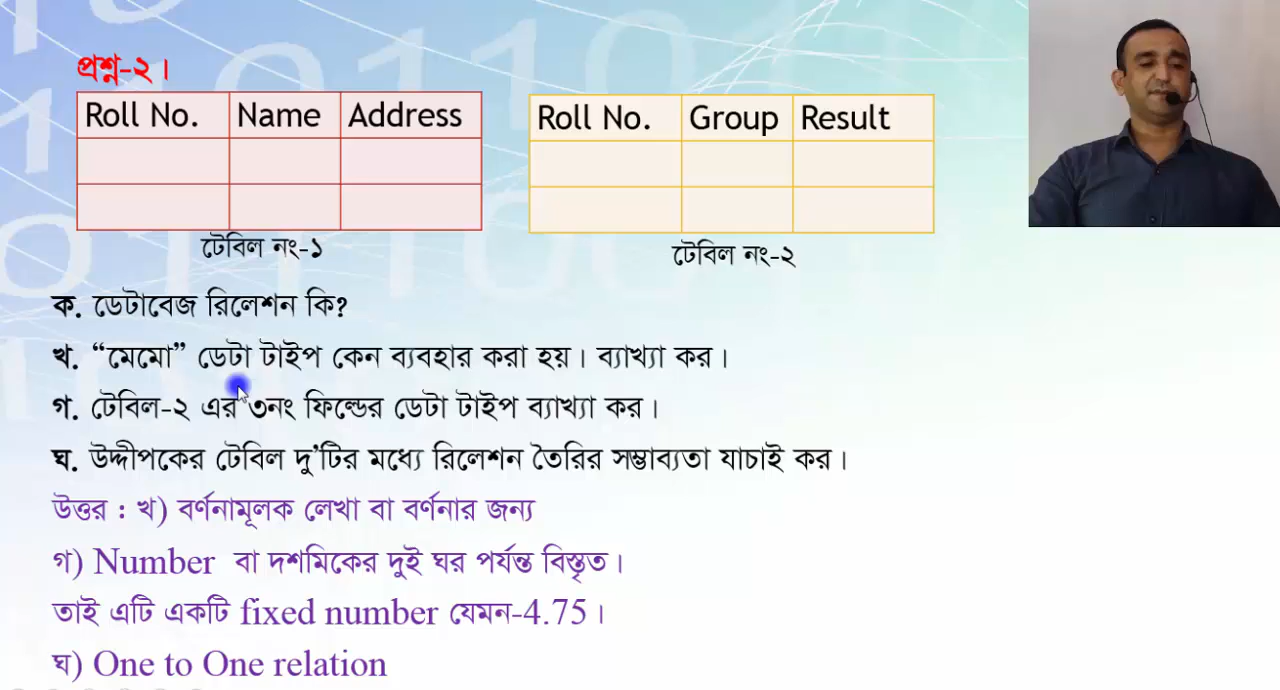 প্রশ্ন-২।
Roll No. Name Address
Roll No. Group Result
টেবিল নং-১
টেবিল নং-২
ক. ডেটাবেজ রিলেশন কি?
খ. “মেমো” ডেটা টাইপ কেন ব্যবহার করা হয়। ব্যাখ্যা কর।
গ. টেবিল-২ এর ৩নং ফিল্ডের ডেটা টাইপ ব্যাখ্যা কর।
ঘ. উদ্দীপকের টেবিল দু’টির মধ্যে রিলেশন তৈরির সম্ভাব্যতা যাচাই কর।
উত্তর : খ) বর্ণনামূলক লেখা বা বর্ণনার জন্য
গ) Number বা দশমিকের দুই ঘর পর্যন্ত বিস্তৃত।
তাই এটি একটি fixed number যেমন-4.75।
ঘ) One to One relation